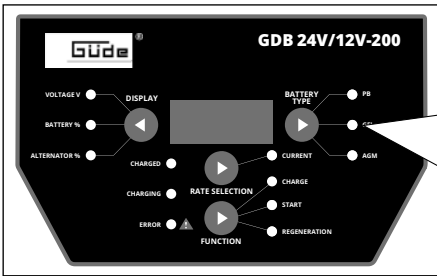 Güde
GDB 24V/12V-200
VOLTAGE V
DISPLAY
BATTERY
TYPE
PB
BATTERY %
ALTERNATOR %
AGM
CHARGED
CURRENT
CHARGING
RATE SELECTION
CHARGE
START
ERROR
FUNCTION
REGENERATION